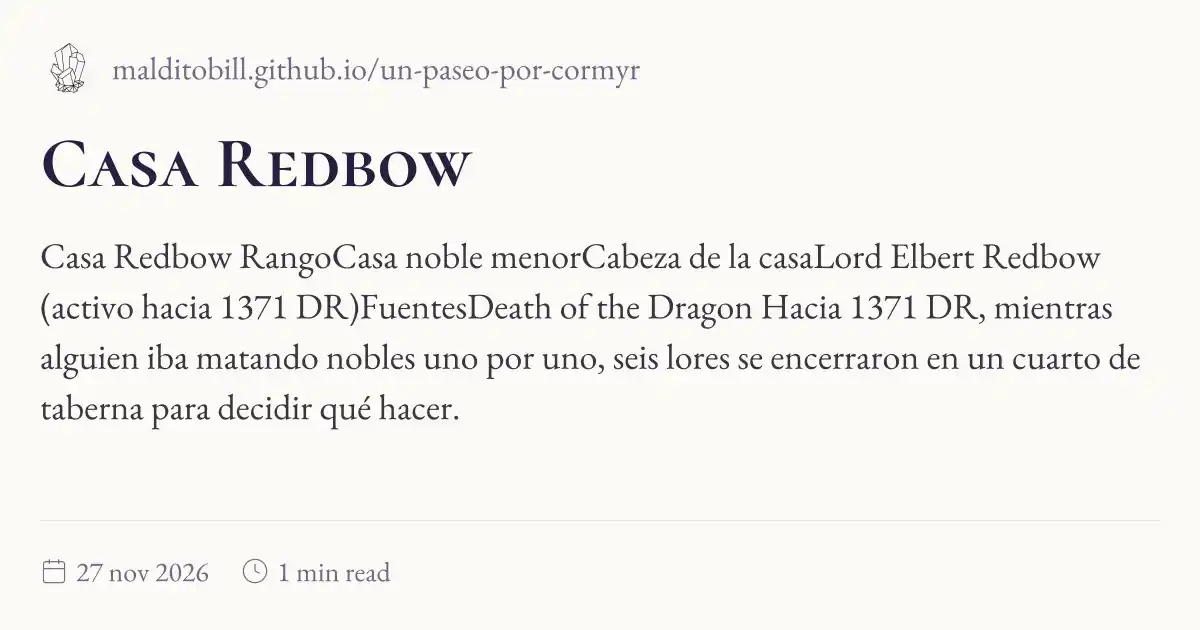 malditobill.github.io/un-paseo-por-cormyr
Casa Redbow
Casa Redbow RangoCasa noble menorCabeza de la casaLord Elbert Redbow
(activo hacia 1371 DR)FuentesDeath of the Dragon Hacia 1371 DR, mientras
alguien iba matando nobles uno por uno, seis lores se encerraron en un cuarto de
taberna para decidir qué hacer.
27 nov 2026
1 min read